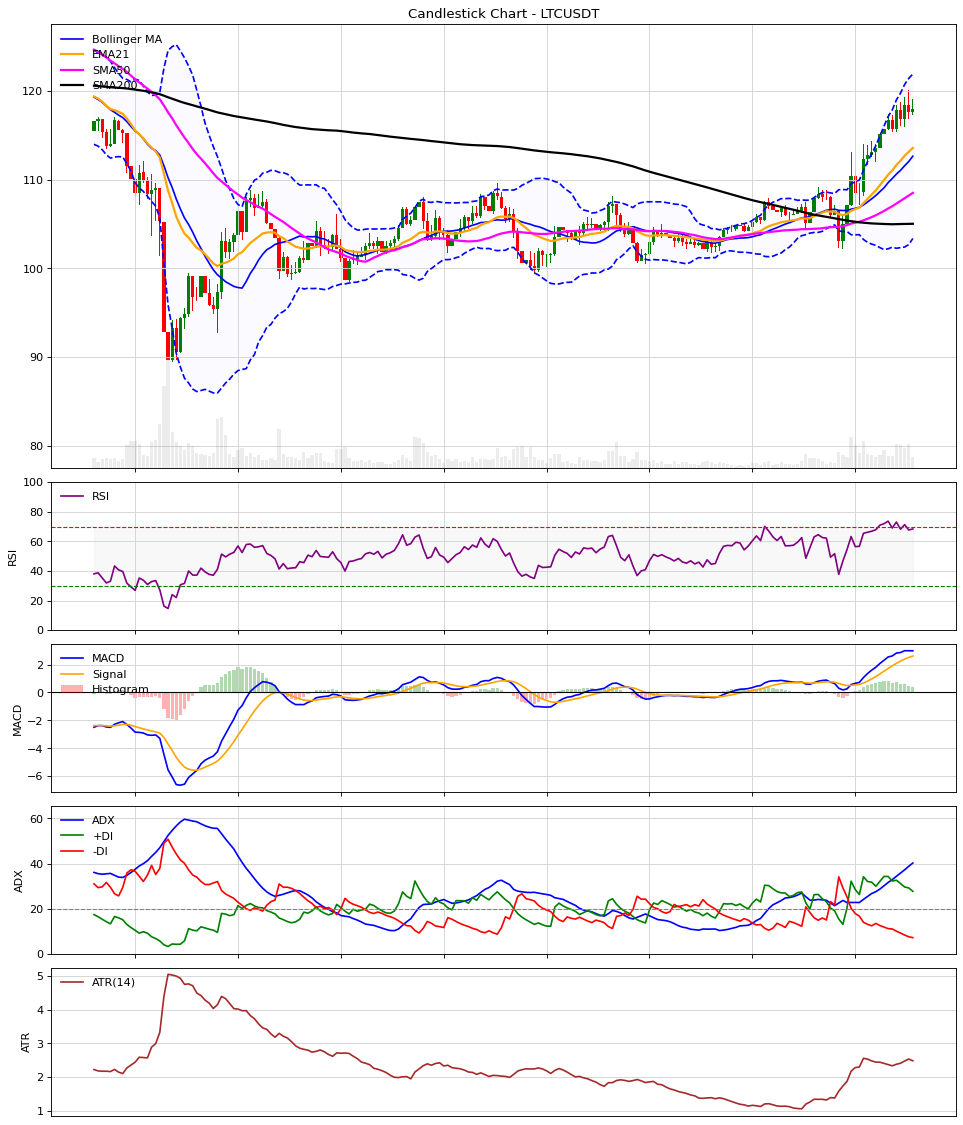 Candlestick Chart - LTCUSDT
Bollinger MA
EMA21
SMA50
SMA200
120
110
100
90
80
RSI
100
80
60
40
20
0
RSI
MACD
Signal
Histogram
2
0
−2
−4
−6
MACD
ADX
+DI
-DI
60
40
20
0
ADX
ATR(14)
5
4
3
2
1
ATR